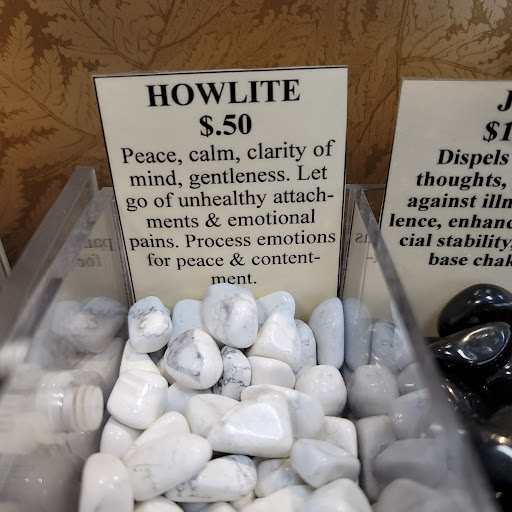 HOWLITE
$.50
Peace, calm, clarity of
mind, gentleness. Let
go of unhealthy attach-
ments & emotional
pains. Process emotions
for peace & content-
ment.
J
$1
Dispels
thoughts,
against illn
lence, enhanc
cial stability,
base chak